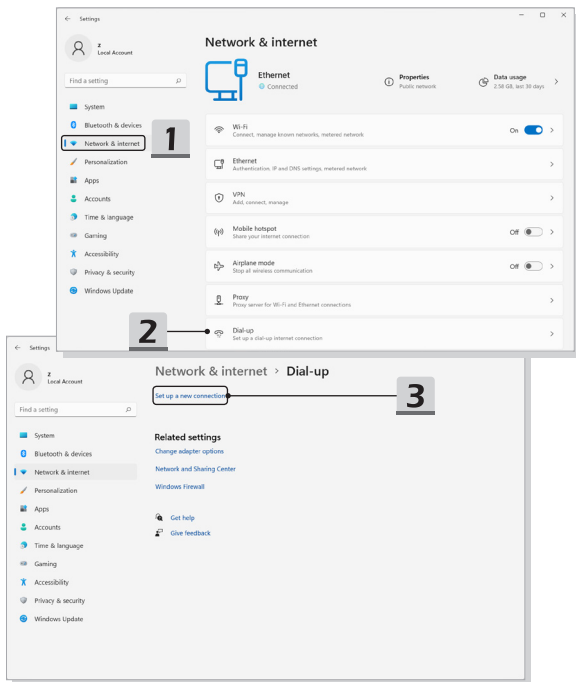 Settings
z
Local Account
Find a setting
System
Bluetooth & devices
Network & internet
Personalization
Apps
Accounts
Time & language
Gaming
Accessibility
Privacy & security
Windows Update
Network & internet
Ethernet
Connected
Properties
Public network
Data usage
2.58 GB, last 30 days
Wi-Fi
Connect, manage known networks, metered network
On
Ethernet
Authentication, IP and DNS settings, metered network
VPN
Add, connect, manage
Mobile hotspot
Share your internet connection
Off
Airplane mode
Stop all wireless communication
Off
Proxy
Proxy server for Wi-Fi and Ethernet connections
Dial-up
Set up a dial-up internet connection
1
2
Settings
z
Local Account
Find a setting
System
Bluetooth & devices
Network & internet
Personalization
Apps
Accounts
Time & language
Gaming
Accessibility
Privacy & security
Windows Update
Network & internet > Dial-up
Set up a new connection
3
Related settings
Change adapter options
Network and Sharing Center
Windows Firewall
Get help
Give feedback